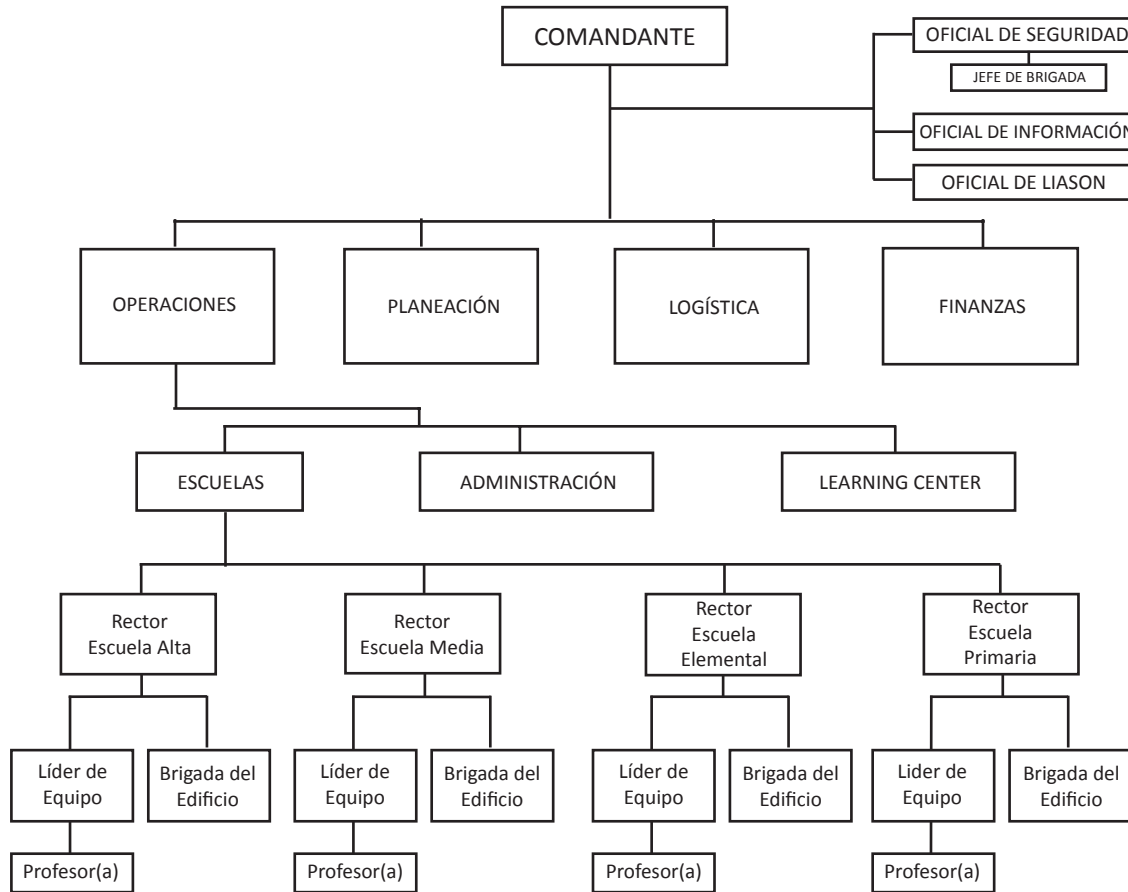 COMANDANTE
OFICIAL DE SEGURIDAD
JEFE DE BRIGADA
OFICIAL DE INFORMACIÓN
OFICIAL DE LIASON
OPERACIONES
PLANEACIÓN
LOGÍSTICA
FINANZAS
ESCUELAS
ADMINISTRACIÓN
LEARNING CENTER
Rector
Escuela Alta
Rector
Escuela Media
Rector
Escuela
Elemental
Rector
Escuela
Primaria
Líder de
Equipo
Brigada del
Edificio
Líder de
Equipo
Brigada del
Edificio
Líder de
Equipo
Brigada del
Edificio
Lider de
Equipo
Brigada del
Edificio
Profesor(a)
Profesor(a)
Profesor(a)
Profesor(a)